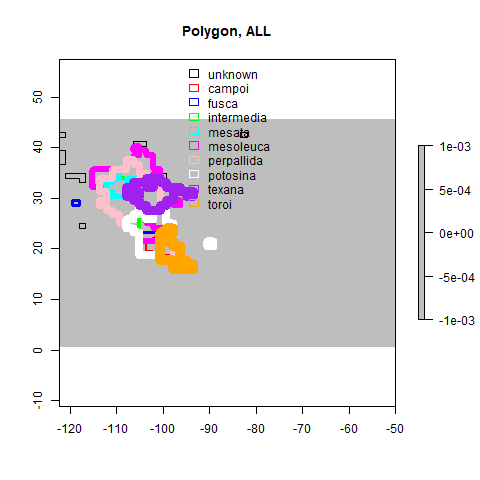 Polygon, ALL
unknown
campoi
fusca
intermedia
mesala
mesoleuca
perpallida
potosina
texana
toroi
50
40
30
20
10
0
-10
-120
-110
-100
-90
-80
-70
-60
-50
1e-03
5e-04
0e+00
-5e-04
-1e-03